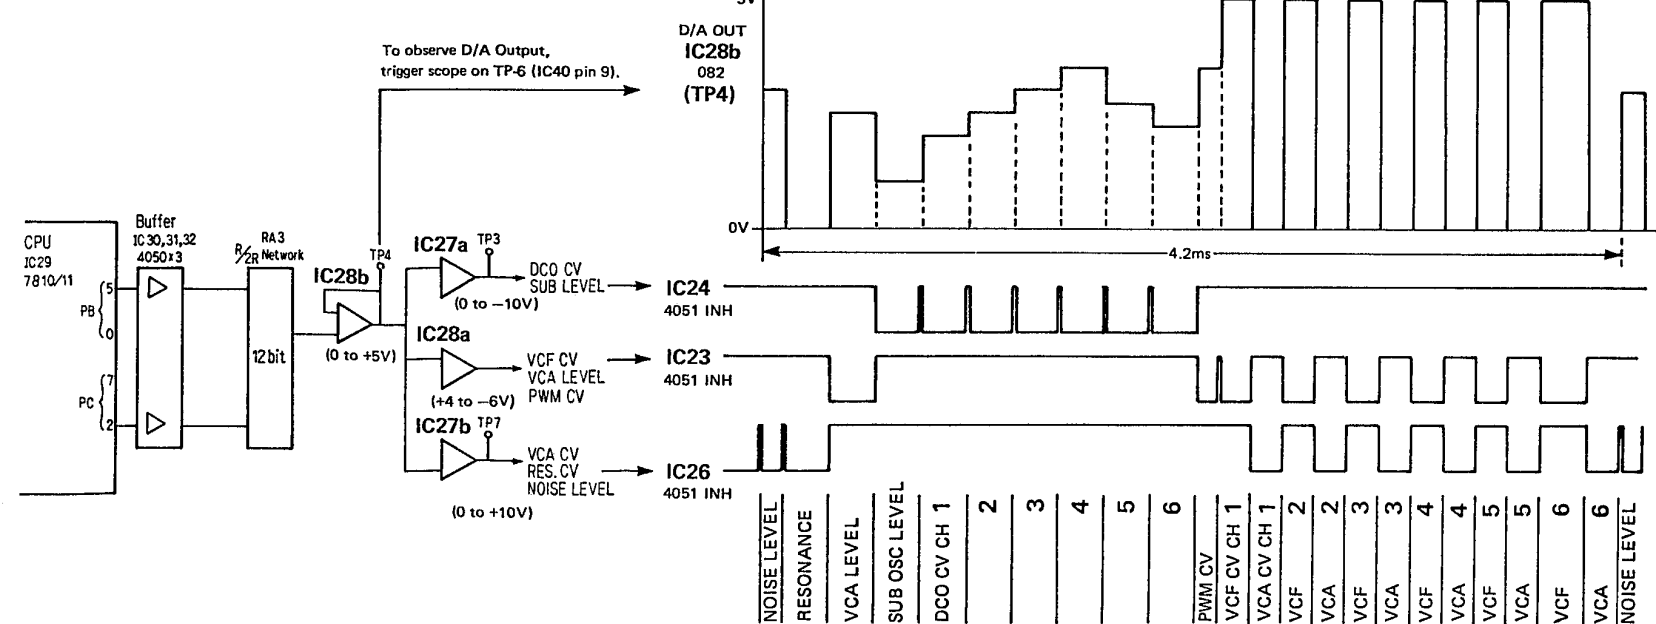 To observe D/A Output,
trigger scope on TP-6 (IC40 pin 9).
D/A OUT
IC28b
082
(TP4)
5V
0V
4.2ms
CPU
IC29
7810/11
PB
5
0
PC
7
2
Buffer
IC30,31,32
4050x3
RA3
R/2R Network
12bit
IC28b
TP4
(0 to +5V)
IC27a
TP3
DCO CV
SUB LEVEL
(0 to −10V)
IC28a
VCF CV
VCA LEVEL
PWM CV
(+4 to −6V)
IC27b
TP7
VCA CV
RES. CV
NOISE LEVEL
(0 to +10V)
IC24
4051 INH
IC23
4051 INH
IC26
4051 INH
NOISE LEVEL
RESONANCE
VCA LEVEL
SUB OSC LEVEL
DCO CV CH 1
2
3
4
5
6
PWM CV
VCF CV CH 1
VCA CV CH 1
VCF 2
VCA 2
VCF 3
VCA 3
VCF 4
VCA 4
VCF 5
VCA 5
VCF 6
VCA 6
NOISE LEVEL